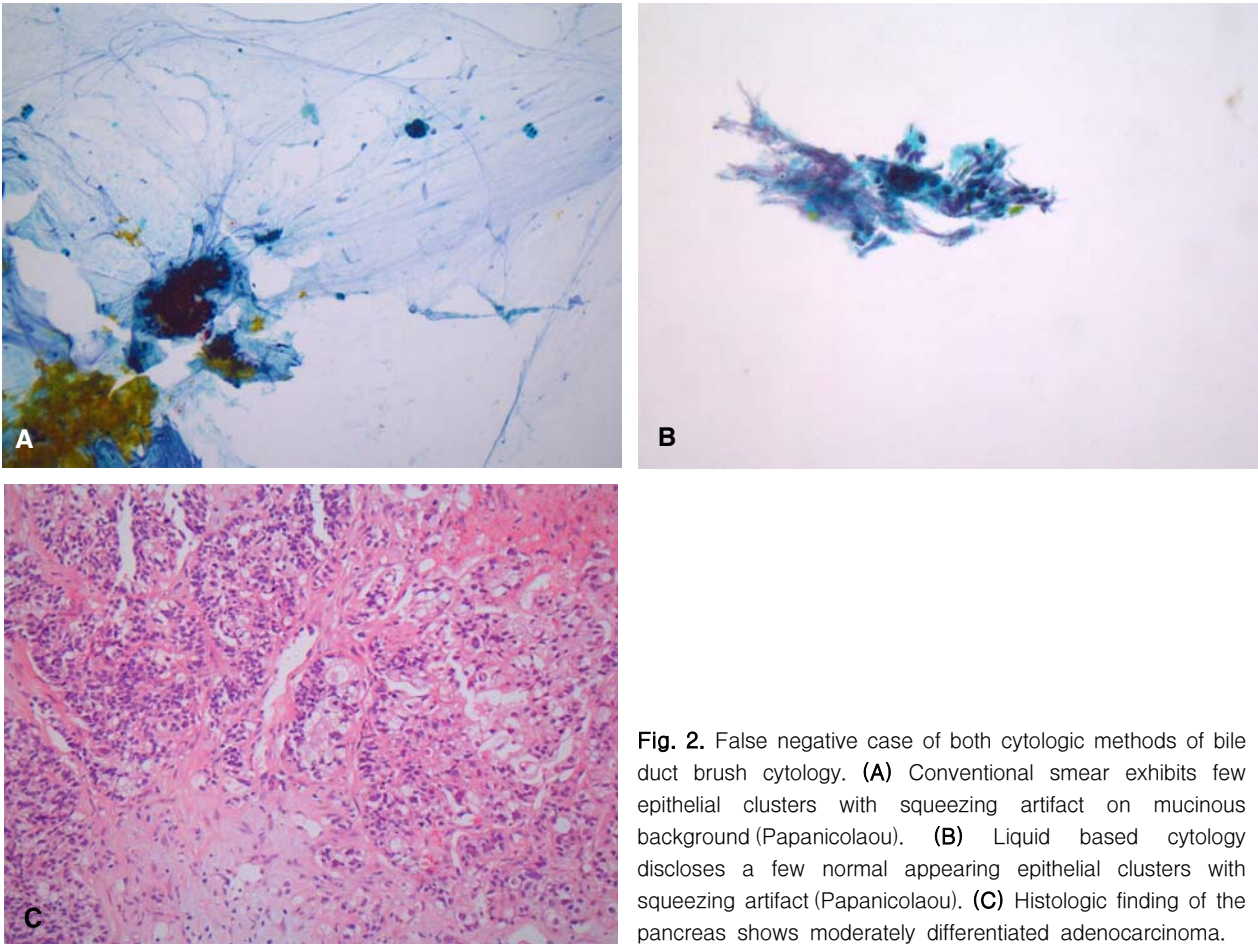 A
B
C
Fig. 2. False negative case of both cytologic methods of bile
duct brush cytology. (A) Conventional smear exhibits few
epithelial clusters with squeezing artifact on mucinous
background (Papanicolaou). (B) Liquid based cytology
discloses a few normal appearing epithelial clusters with
squeezing artifact (Papanicolaou). (C) Histologic finding of the
pancreas shows moderately differentiated adenocarcinoma.